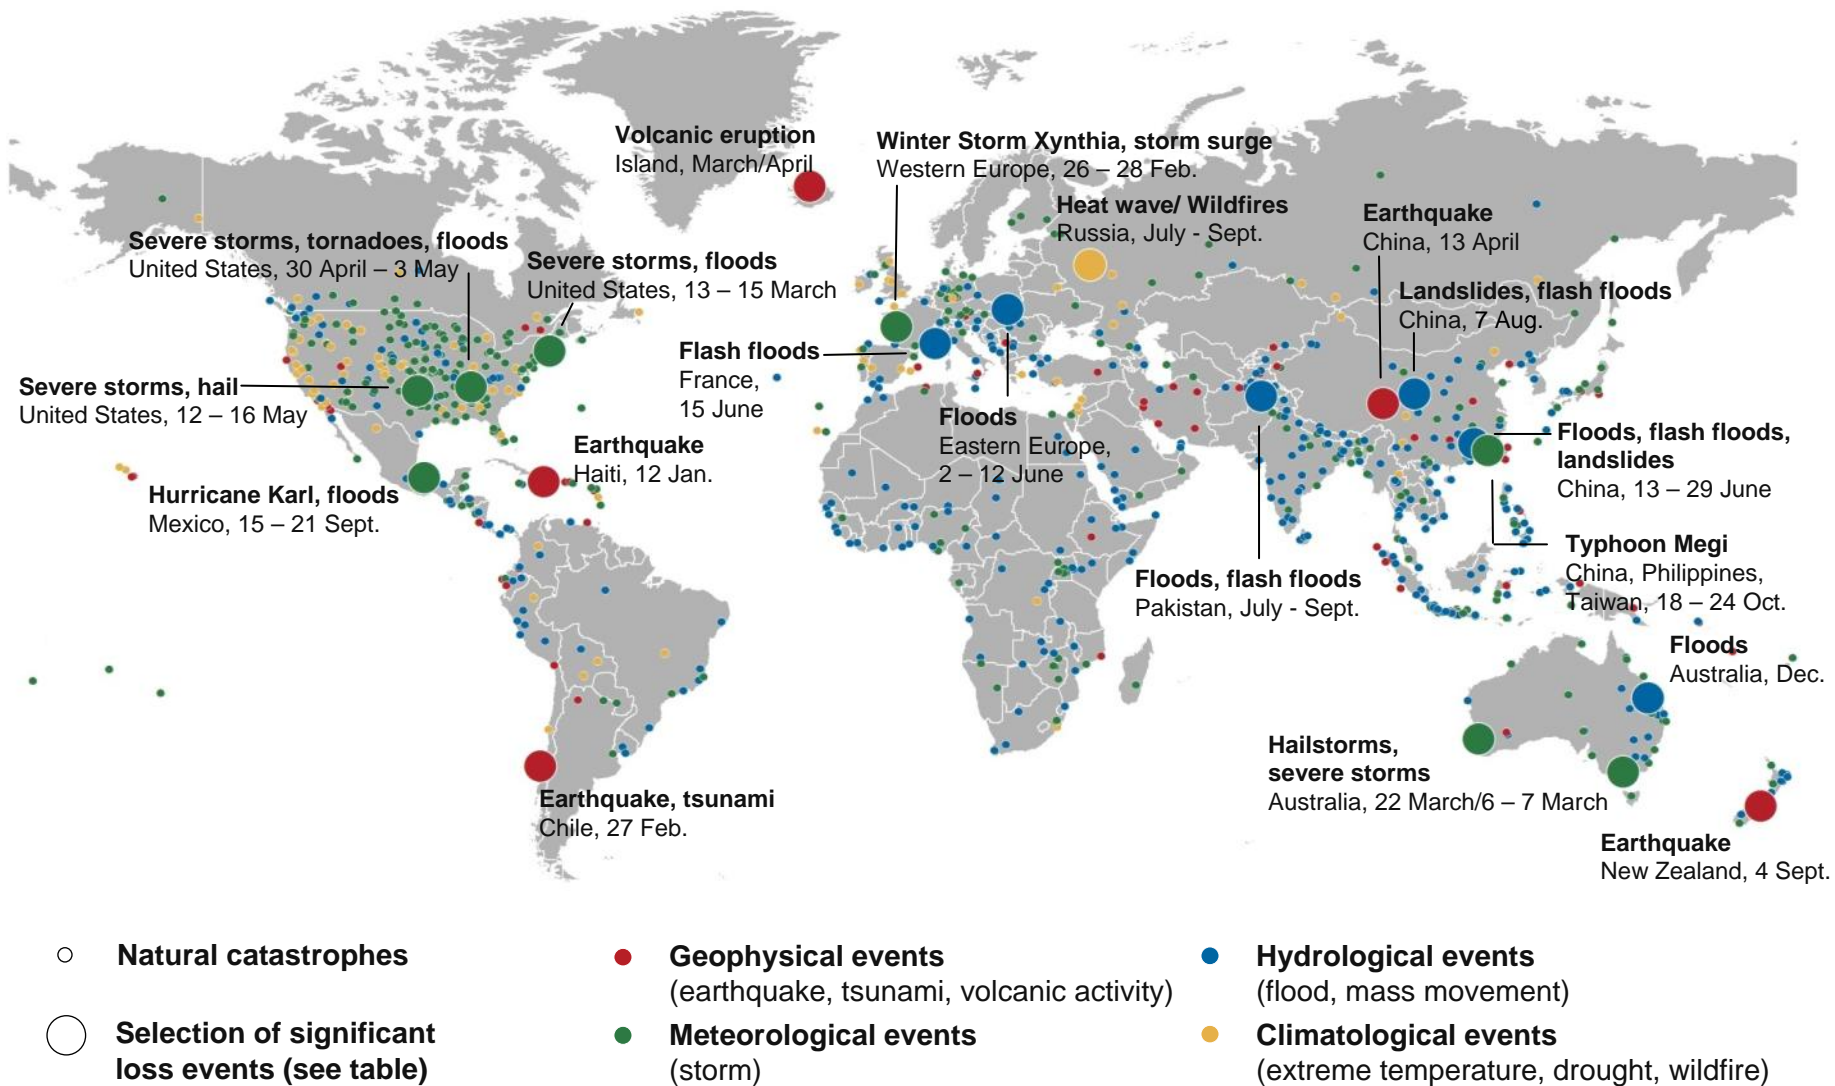 Volcanic eruption
Island, March/April
Winter Storm Xynthia, storm surge
Western Europe, 26 – 28 Feb.
Heat wave/ Wildfires
Russia, July - Sept.
Earthquake
China, 13 April
Severe storms, tornadoes, floods
United States, 30 April – 3 May
Severe storms, floods
United States, 13 – 15 March
Landslides, flash floods
China, 7 Aug.
Flash floods
France,
15 June
Severe storms, hail
United States, 12 – 16 May
Floods
Eastern Europe,
2 – 12 June
Earthquake
Haiti, 12 Jan.
Floods, flash floods,
landslides
China, 13 – 29 June
Hurricane Karl, floods
Mexico, 15 – 21 Sept.
Typhoon Megi
China, Philippines,
Taiwan, 18 – 24 Oct.
Floods, flash floods
Pakistan, July - Sept.
Floods
Australia, Dec.
Hailstorms,
severe storms
Australia, 22 March/6 – 7 March
Earthquake, tsunami
Chile, 27 Feb.
Earthquake
New Zealand, 4 Sept.
Natural catastrophes
Selection of significant
loss events (see table)
Geophysical events
(earthquake, tsunami, volcanic activity)
Meteorological events
(storm)
Hydrological events
(flood, mass movement)
Climatological events
(extreme temperature, drought, wildfire)